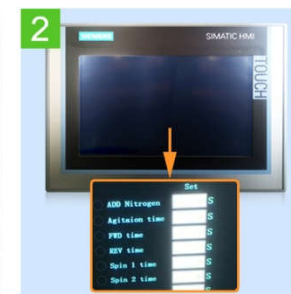 2
SIEMENS
SIMATIC HMI
TOUCH
Set
ADD Nitrogen S
Agitsion time S
FWD time S
REV time S
Spin 1 time S
Spin 2 time S